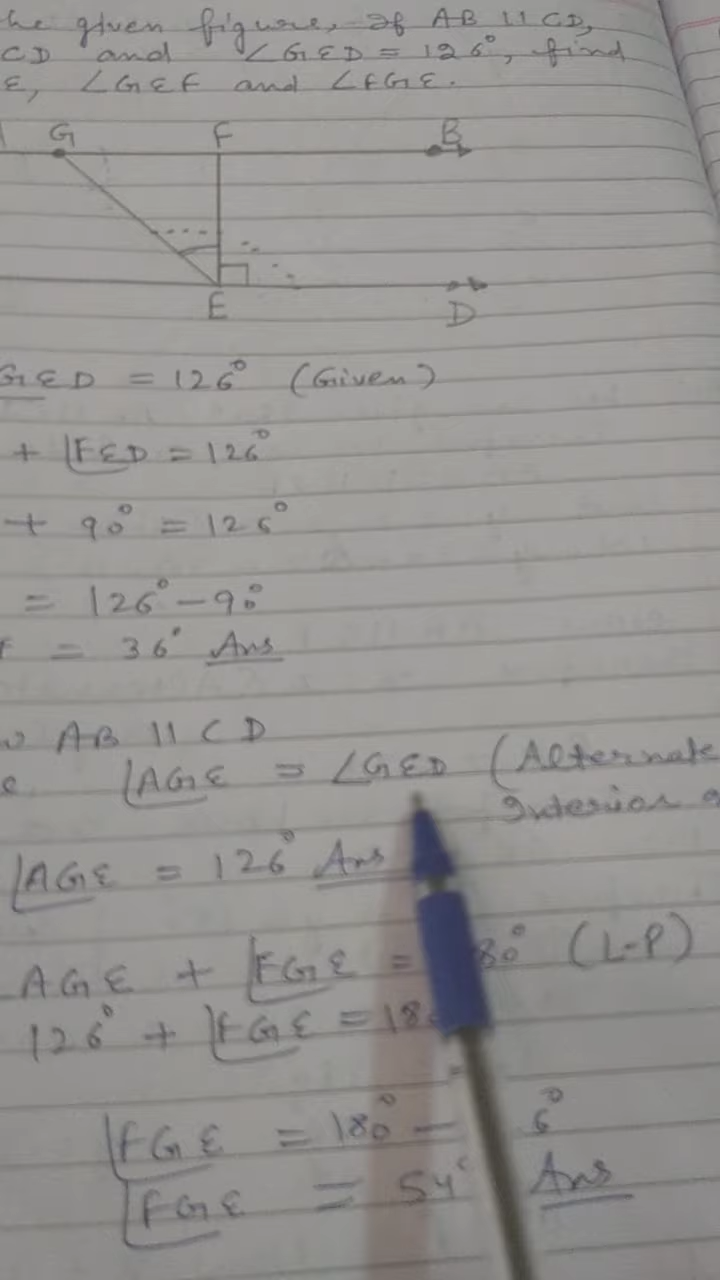 he given figure, If AB || CD,
CD and ∠GED = 126°, find
E, ∠GEF and ∠FGE.
G F B
E D
GED = 126° (Given)
+ ∠FED = 126°
+ 90° = 126°
= 126° - 90°
F = 36° Ans
AB || CD
∠AGE = ∠GED (Alternate
Interior
∠AGE = 126° Ans
AGE + ∠FGE = 80° (L.P)
126° + ∠FGE = 18
∠FGE = 180° - 6°
∠FGE = 54° Ans